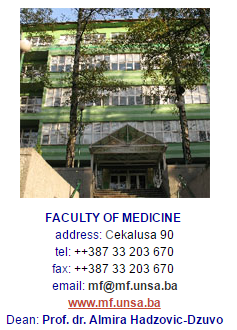 FACULTY OF MEDICINE
address: Cekalusa 90
tel: ++387 33 203 670
fax: ++387 33 203 670
email: mf@mf.unsa.ba
www.mf.unsa.ba
Dean: Prof. dr. Almira Hadzovic-Dzuvo